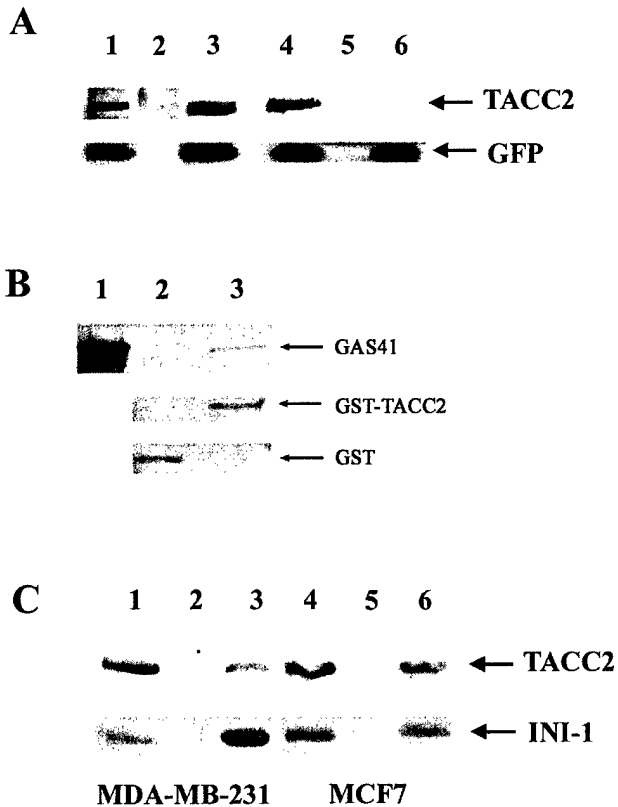 A
1 2 3 4 5 6
TACC2
GFP
B
1 2 3
GAS41
GST-TACC2
GST
C
1 2 3 4 5 6
TACC2
INI-1
MDA-MB-231 MCF7